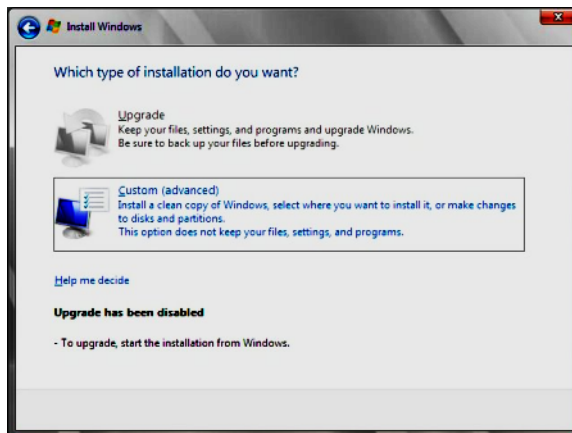 Install Windows
Which type of installation do you want?
Upgrade
Keep your files, settings, and programs and upgrade Windows.
Be sure to back up your files before upgrading.
Custom (advanced)
Install a clean copy of Windows, select where you want to install it, or make changes
to disks and partitions.
This option does not keep your files, settings, and programs.
Help me decide
Upgrade has been disabled
- To upgrade, start the installation from Windows.